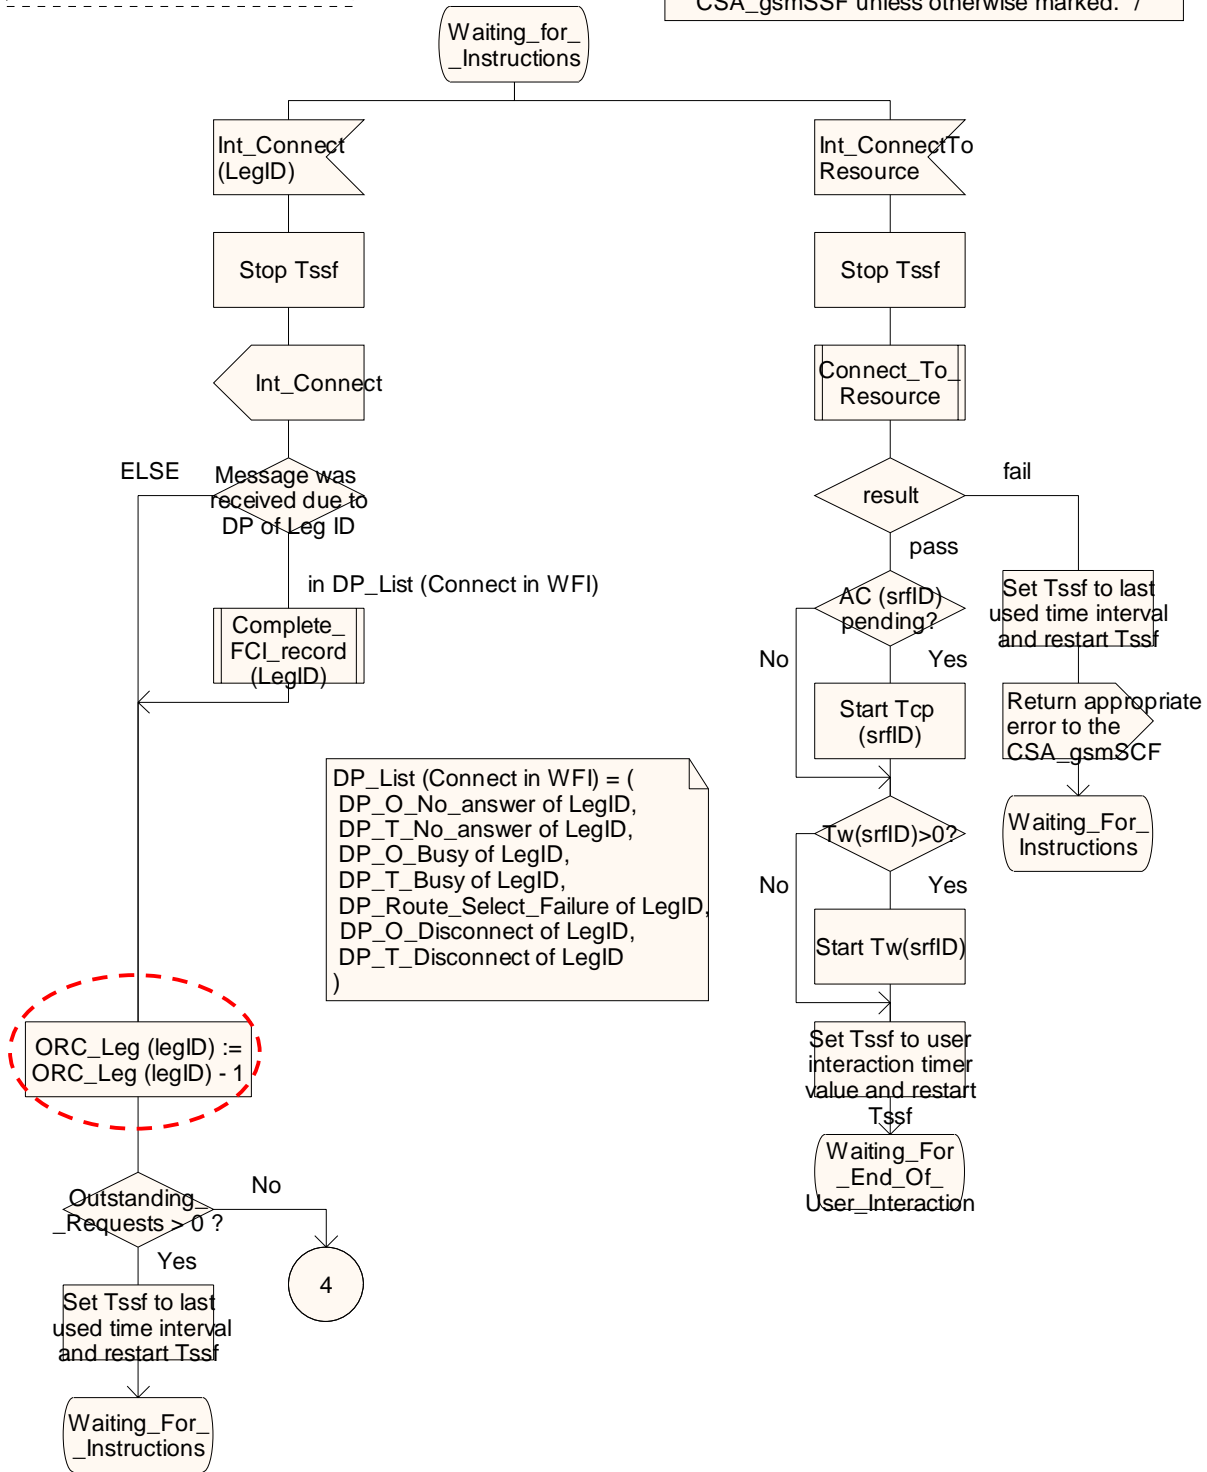 CSA_gsmSSF unless otherwise marked. */
Waiting_for_
_Instructions
Int_Connect
(LegID)
Stop Tssf
Int_Connect
ELSE
Message was
received due to
DP of Leg ID
in DP_List (Connect in WFI)
Complete_
FCI_record
(LegID)
DP_List (Connect in WFI) = (
DP_O_No_answer of LegID,
DP_T_No_answer of LegID,
DP_O_Busy of LegID,
DP_T_Busy of LegID,
DP_Route_Select_Failure of LegID,
DP_O_Disconnect of LegID,
DP_T_Disconnect of LegID
)
ORC_Leg (legID) :=
ORC_Leg (legID) - 1
Outstanding_
_Requests > 0 ?
No
4
Yes
Set Tssf to last
used time interval
and restart Tssf
Waiting_For_
_Instructions
Int_ConnectTo
Resource
Stop Tssf
Connect_To_
Resource
result
fail
pass
AC (srfID)
pending?
No
Yes
Start Tcp
(srfID)
Tw(srfID)>0?
No
Yes
Start Tw(srfID)
Set Tssf to user
interaction timer
value and restart
Tssf
Waiting_For
_End_Of_
User_Interaction
Set Tssf to last
used time interval
and restart Tssf
Return appropriate
error to the
CSA_gsmSCF
Waiting_For_
Instructions